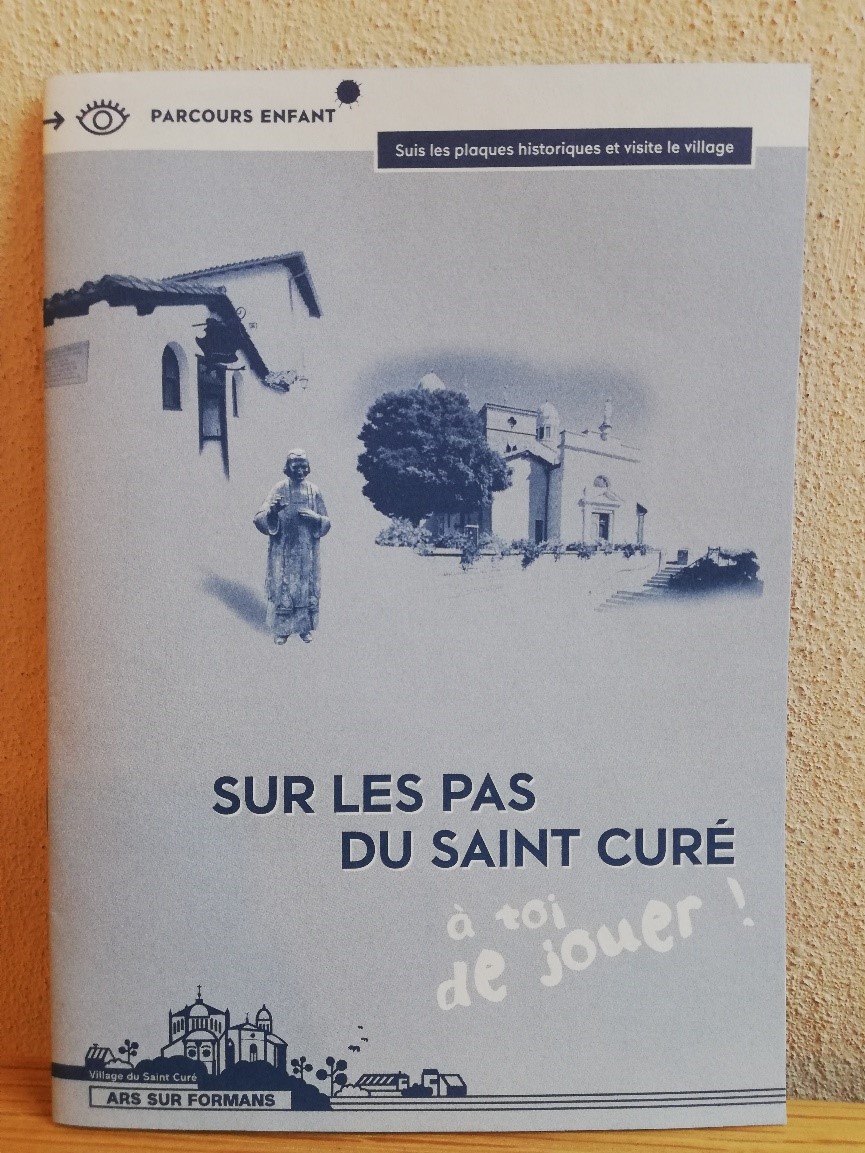 PARCOURS ENFANT
Suis les plaques historiques et visite le village
SUR LES PAS
DU SAINT CURÉ
à toi
de jouer !
Village du Saint Curé
ARS SUR FORMANS